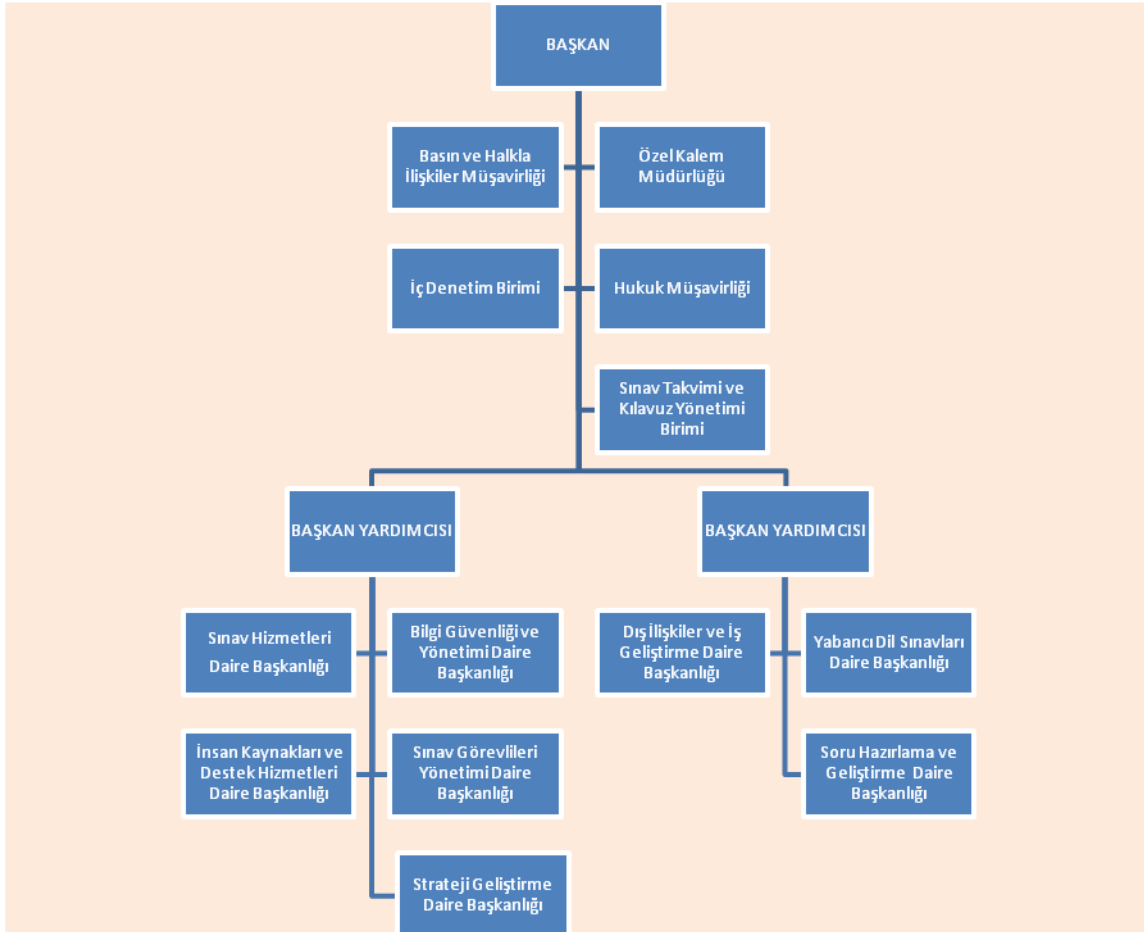 BAŞKAN
Basın ve Halkla
İlişkiler Müşavirliği
Özel Kalem
Müdürlüğü
İç Denetim Birimi
Hukuk Müşavirliği
Sınav Takvimi ve
Kılavuz Yönetimi
Birimi
BAŞKAN YARDIMCISI
BAŞKAN YARDIMCISI
Sınav Hizmetleri
Daire Başkanlığı
Bilgi Güvenliği ve
Yönetimi Daire
Başkanlığı
Dış İlişkiler ve İş
Geliştirme Daire
Başkanlığı
Yabancı Dil Sınavları
Daire Başkanlığı
İnsan Kaynakları ve
Destek Hizmetleri
Daire Başkanlığı
Sınav Görevlileri
Yönetimi Daire
Başkanlığı
Soru Hazırlama ve
Geliştirme Daire
Başkanlığı
Strateji Geliştirme
Daire Başkanlığı